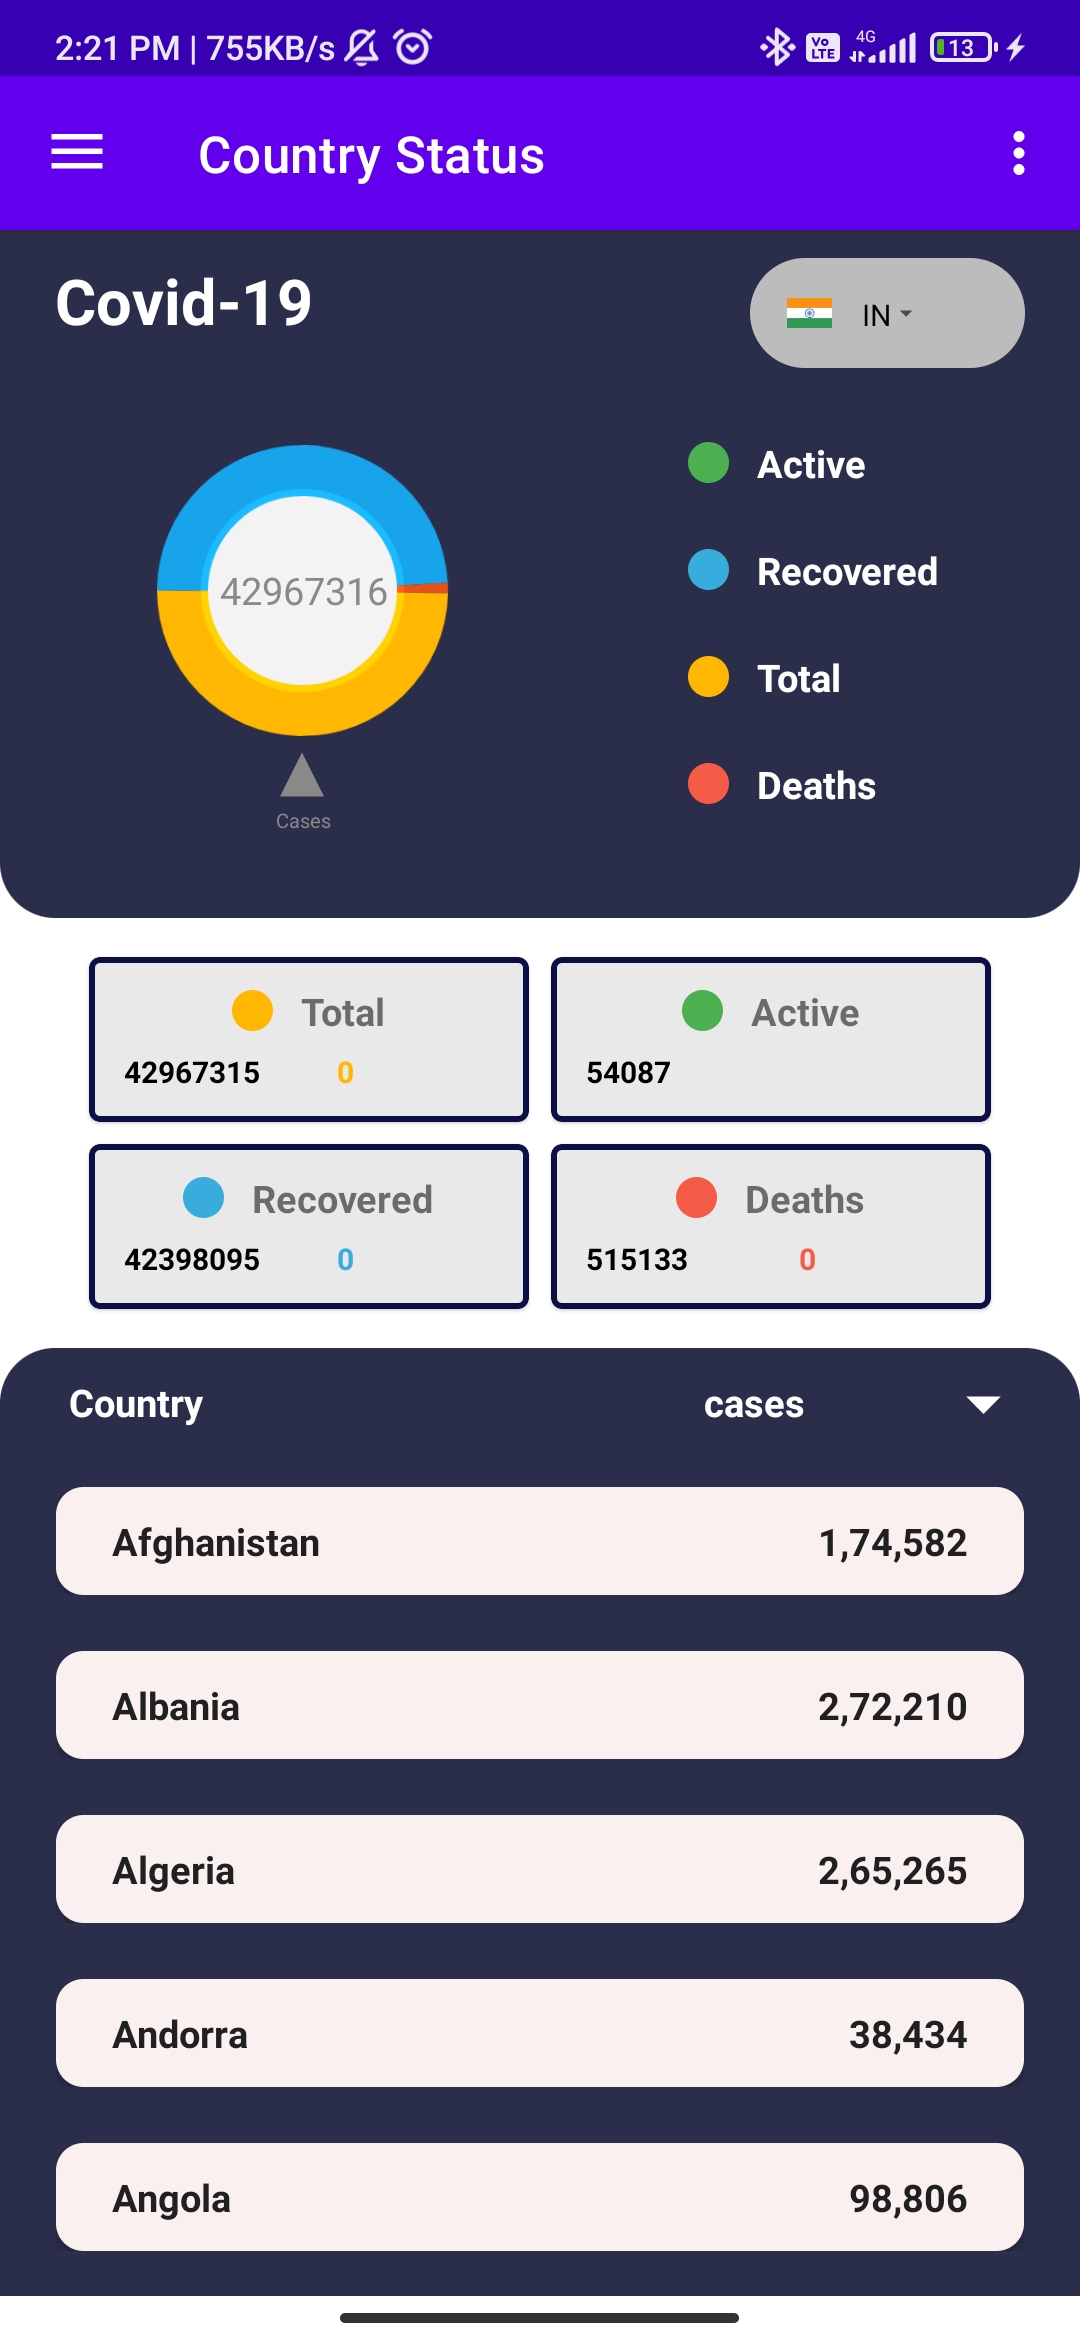 2:21 PM | 755KB/s Vo LTE 4G 13
Country Status
Covid-19
IN
42967316
Cases
Active
Recovered
Total
Deaths
Total
42967315 0
Active
54087
Recovered
42398095 0
Deaths
515133 0
Country cases
Afghanistan 1,74,582
Albania 2,72,210
Algeria 2,65,265
Andorra 38,434
Angola 98,806